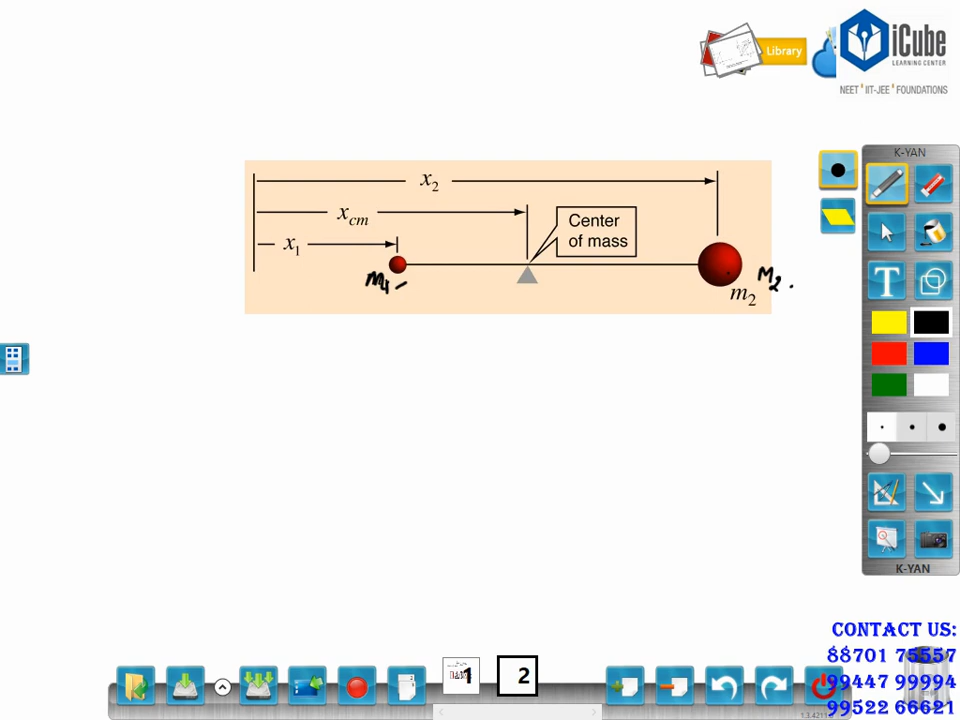 Library
iCube
LEARNING CENTER
NEET ' IIT-JEE ' FOUNDATIONS
K-YAN
x2
xcm
x1
Center
of mass
m1
M2
m2
T
K-YAN
CONTACT US:
88701 75557
99447 99994
99522 66621
1
2